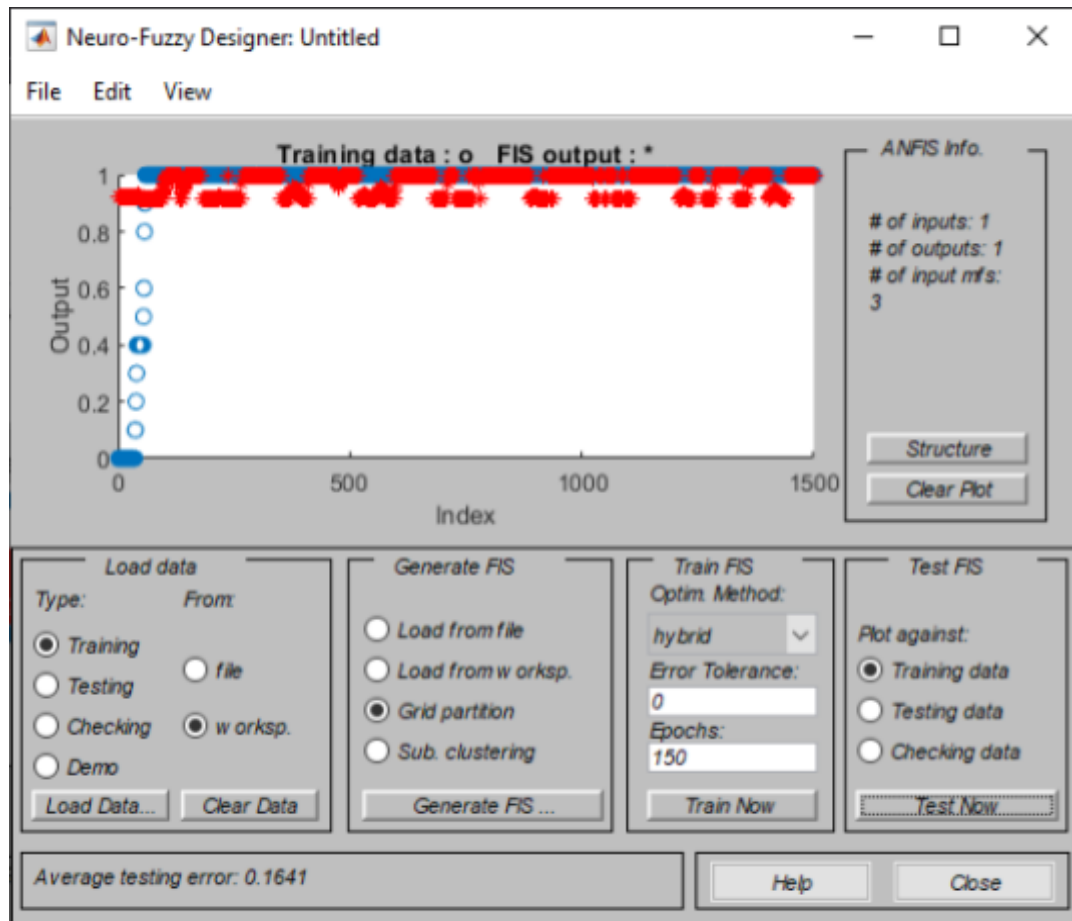 Neuro-Fuzzy Designer: Untitled
File Edit View
Training data : o FIS output : *
1
0.8
0.6
0.4
0.2
0
Output
0 500 1000 1500
Index
ANFIS Info.
# of inputs: 1
# of outputs: 1
# of input mfs:
3
Structure
Clear Plot
Load data
Type: From:
Training
file
Testing
Checking
worksp.
Demo
Load Data... Clear Data
Generate FIS
Load from file
Load from worksp.
Grid partition
Sub. clustering
Generate FIS ...
Train FIS
Optim. Method:
hybrid
Error Tolerance:
0
Epochs:
150
Train Now
Test FIS
Plot against:
Training data
Testing data
Checking data
Test Now
Average testing error: 0.1641
Help Close